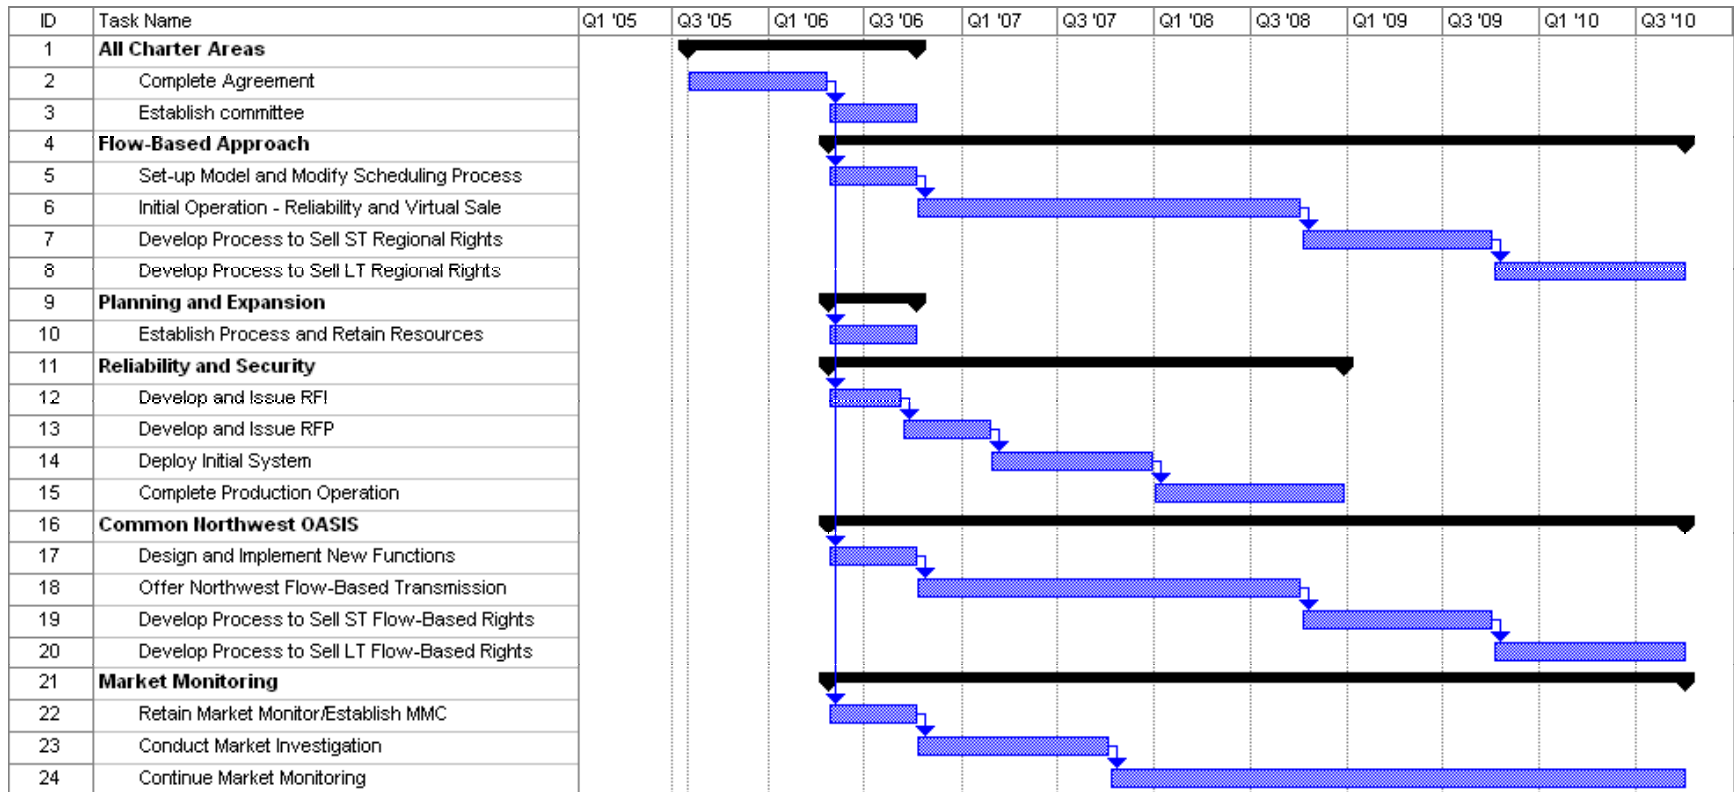 ID Task Name Q1 '05 Q3 '05 Q1 '06 Q3 '06 Q1 '07 Q3 '07 Q1 '08 Q3 '08 Q1 '09 Q3 '09 Q1 '10 Q3 '10
1 All Charter Areas
2 Complete Agreement
3 Establish committee
4 Flow-Based Approach
5 Set-up Model and Modify Scheduling Process
6 Initial Operation - Reliability and Virtual Sale
7 Develop Process to Sell ST Regional Rights
8 Develop Process to Sell LT Regional Rights
9 Planning and Expansion
10 Establish Process and Retain Resources
11 Reliability and Security
12 Develop and Issue RFI
13 Develop and Issue RFP
14 Deploy Initial System
15 Complete Production Operation
16 Common Northwest OASIS
17 Design and Implement New Functions
18 Offer Northwest Flow-Based Transmission
19 Develop Process to Sell ST Flow-Based Rights
20 Develop Process to Sell LT Flow-Based Rights
21 Market Monitoring
22 Retain Market Monitor/Establish MMC
23 Conduct Market Investigation
24 Continue Market Monitoring